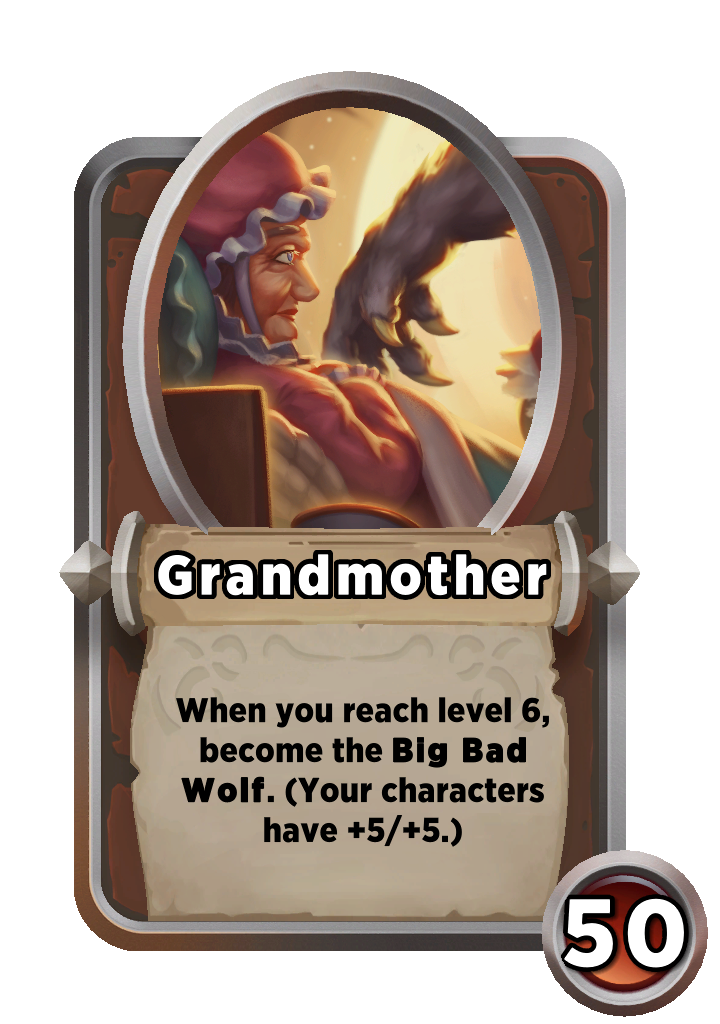 Grandmother
When you reach level 6,
become the Big Bad
Wolf. (Your characters
have +5/+5.)
50